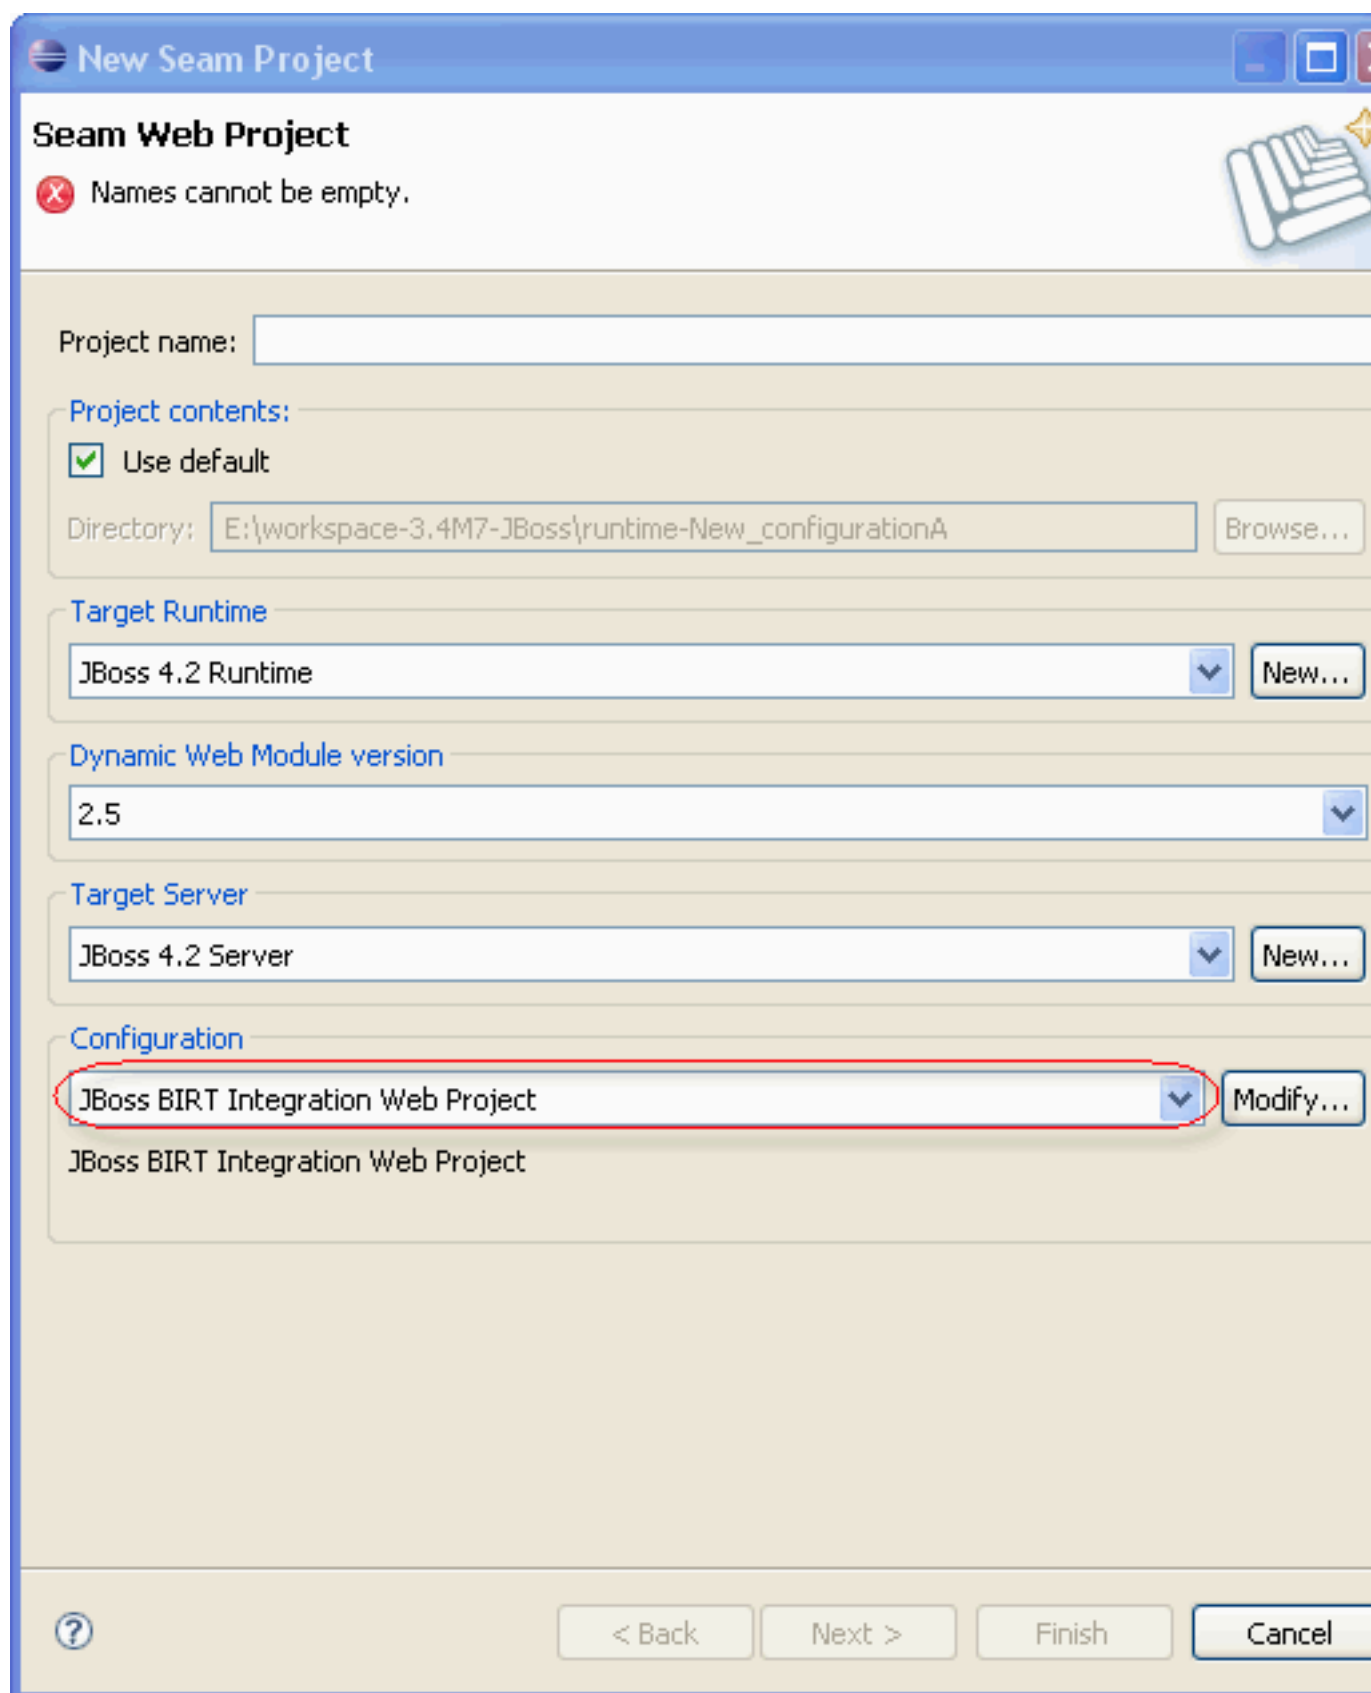 New Seam Project
Seam Web Project
Names cannot be empty.
Project name:
Project contents:
Use default
Directory: E:\workspace-3.4M7-JBoss\runtime-New_configurationA Browse...
Target Runtime
JBoss 4.2 Runtime New...
Dynamic Web Module version
2.5
Target Server
JBoss 4.2 Server New...
Configuration
JBoss BIRT Integration Web Project Modify...
JBoss BIRT Integration Web Project
? < Back Next > Finish Cancel